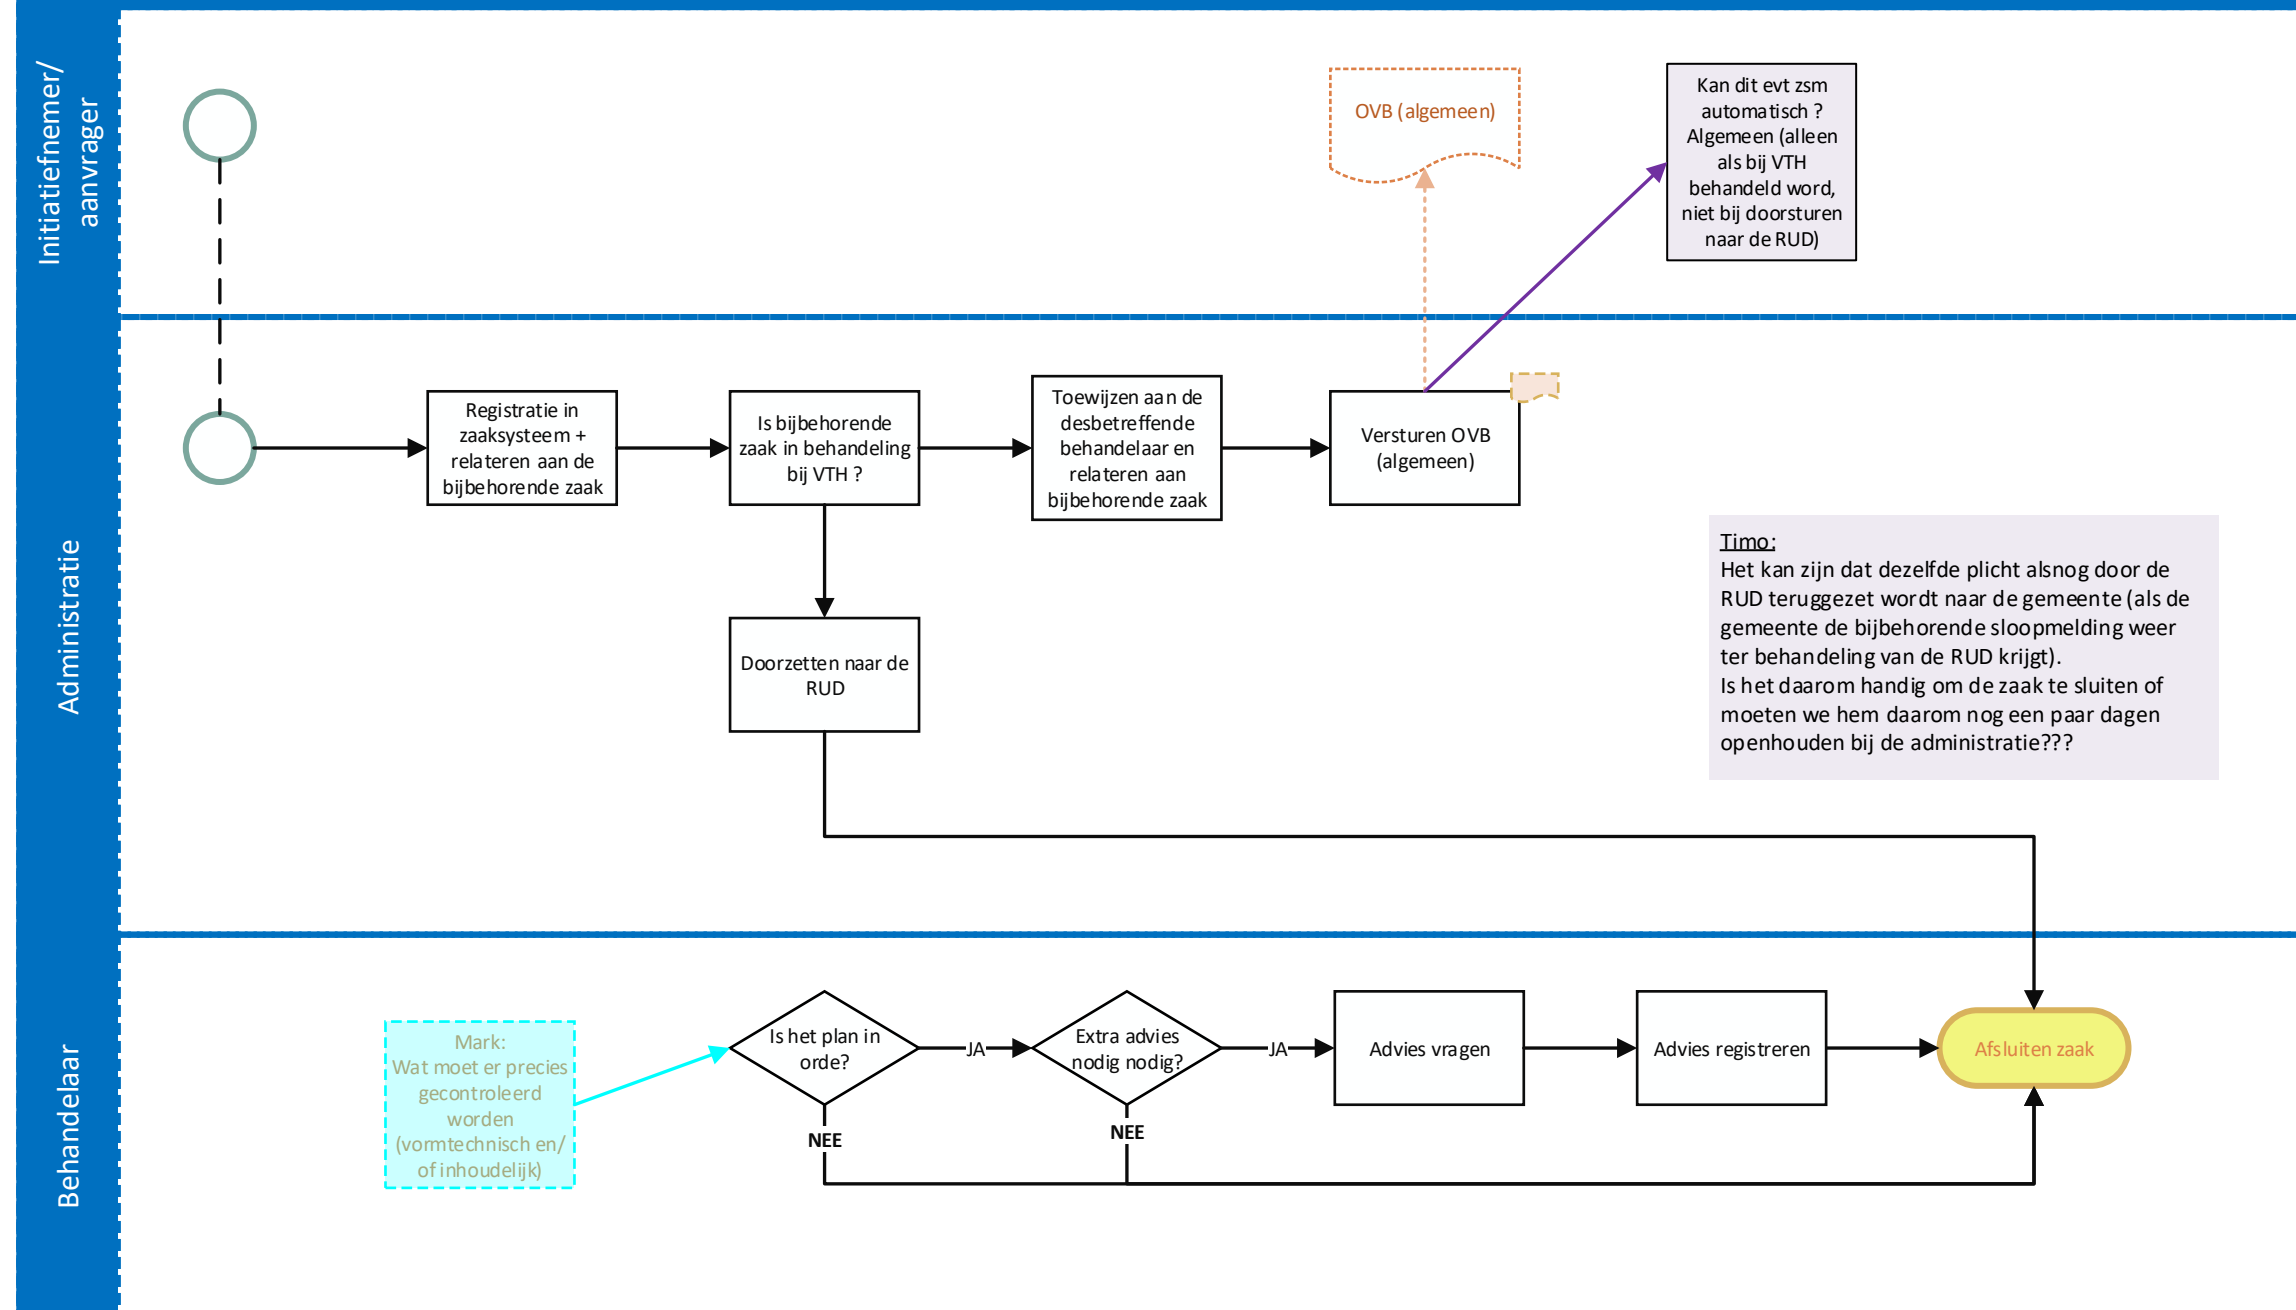 Initiatiefnemer/
aanvrager
OVB (algemeen)
Kan dit evt zsm
automatisch ?
Algemeen (alleen
als bij VTH
behandeld word,
niet bij doorsturen
naar de RUD)
Administratie
Registratie in
zaaksysteem +
relateren aan de
bijbehorende zaak
Is bijbehorende
zaak in behandeling
bij VTH ?
Toewijzen aan de
desbetreffende
behandelaar en
relateren aan
bijbehorende zaak
Versturen OVB
(algemeen)
Doorzetten naar de
RUD
Timo:
Het kan zijn dat dezelfde plicht alsnog door de
RUD teruggezet wordt naar de gemeente (als de
gemeente de bijbehorende sloopmelding weer
ter behandeling van de RUD krijgt).
Is het daarom handig om de zaak te sluiten of
moeten we hem daarom nog een paar dagen
openhouden bij de administratie???
Behandelaar
Mark:
Wat moet er precies
gecontroleerd
worden
(vormtechnisch en/
of inhoudelijk)
Is het plan in
orde?
JA
NEE
Extra advies
nodig nodig?
JA
NEE
Advies vragen
Advies registreren
Afsluiten zaak